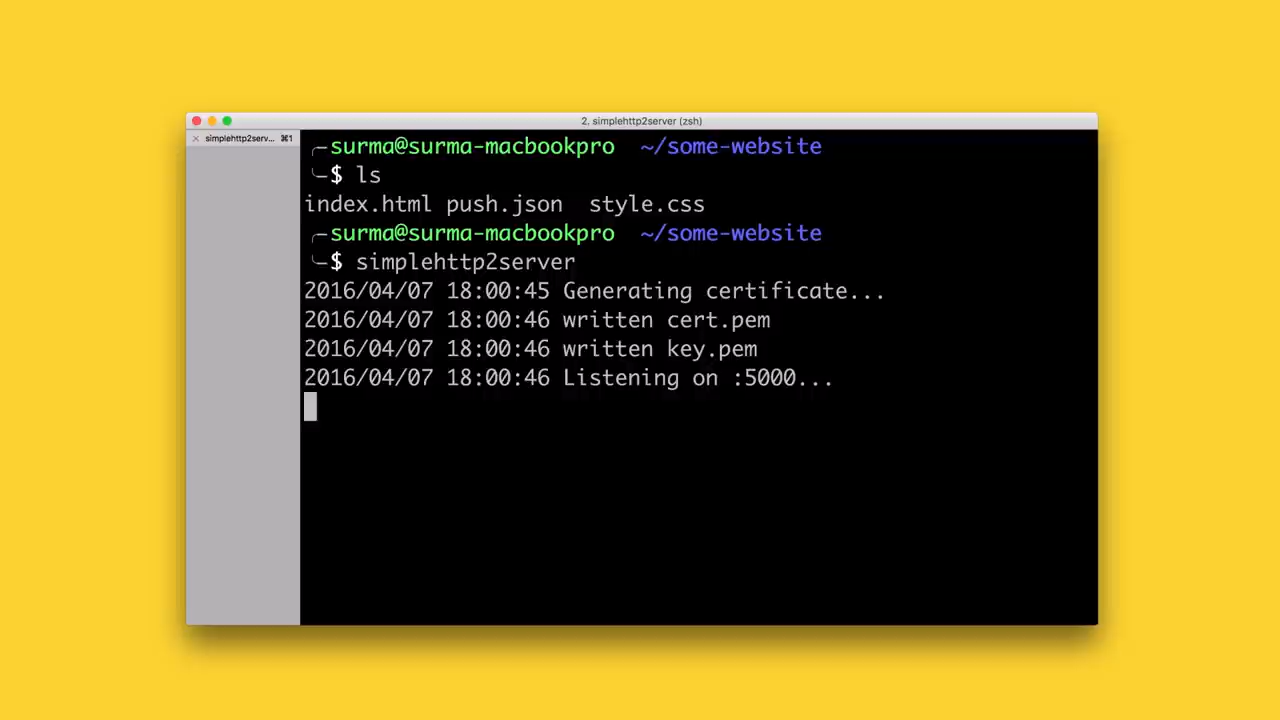 2. simplehttp2server (zsh)
× simplehttp2serv... ⌘1
╭─surma@surma-macbookpro ~/some-website
╰─$ ls
index.html push.json style.css
╭─surma@surma-macbookpro ~/some-website
╰─$ simplehttp2server
2016/04/07 18:00:45 Generating certificate...
2016/04/07 18:00:46 written cert.pem
2016/04/07 18:00:46 written key.pem
2016/04/07 18:00:46 Listening on :5000...